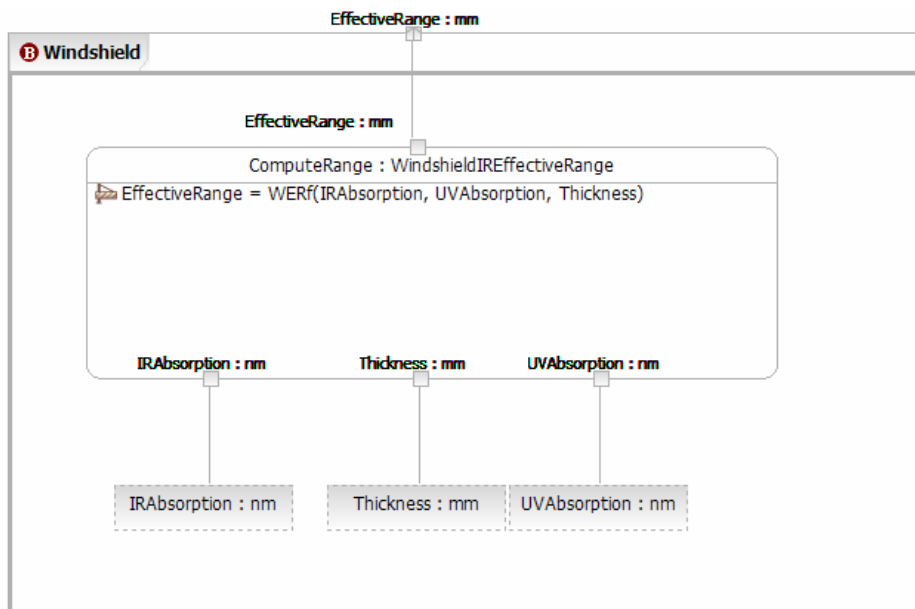 EffectiveRange : mm
B Windshield
EffectiveRange : mm
ComputeRange : WindshieldIREffectiveRange
EffectiveRange = WERf(IRAbsorption, UVAbsorption, Thickness)
IRAbsorption : nm Thickness : mm UVAbsorption : nm
IRAbsorption : nm Thickness : mm UVAbsorption : nm